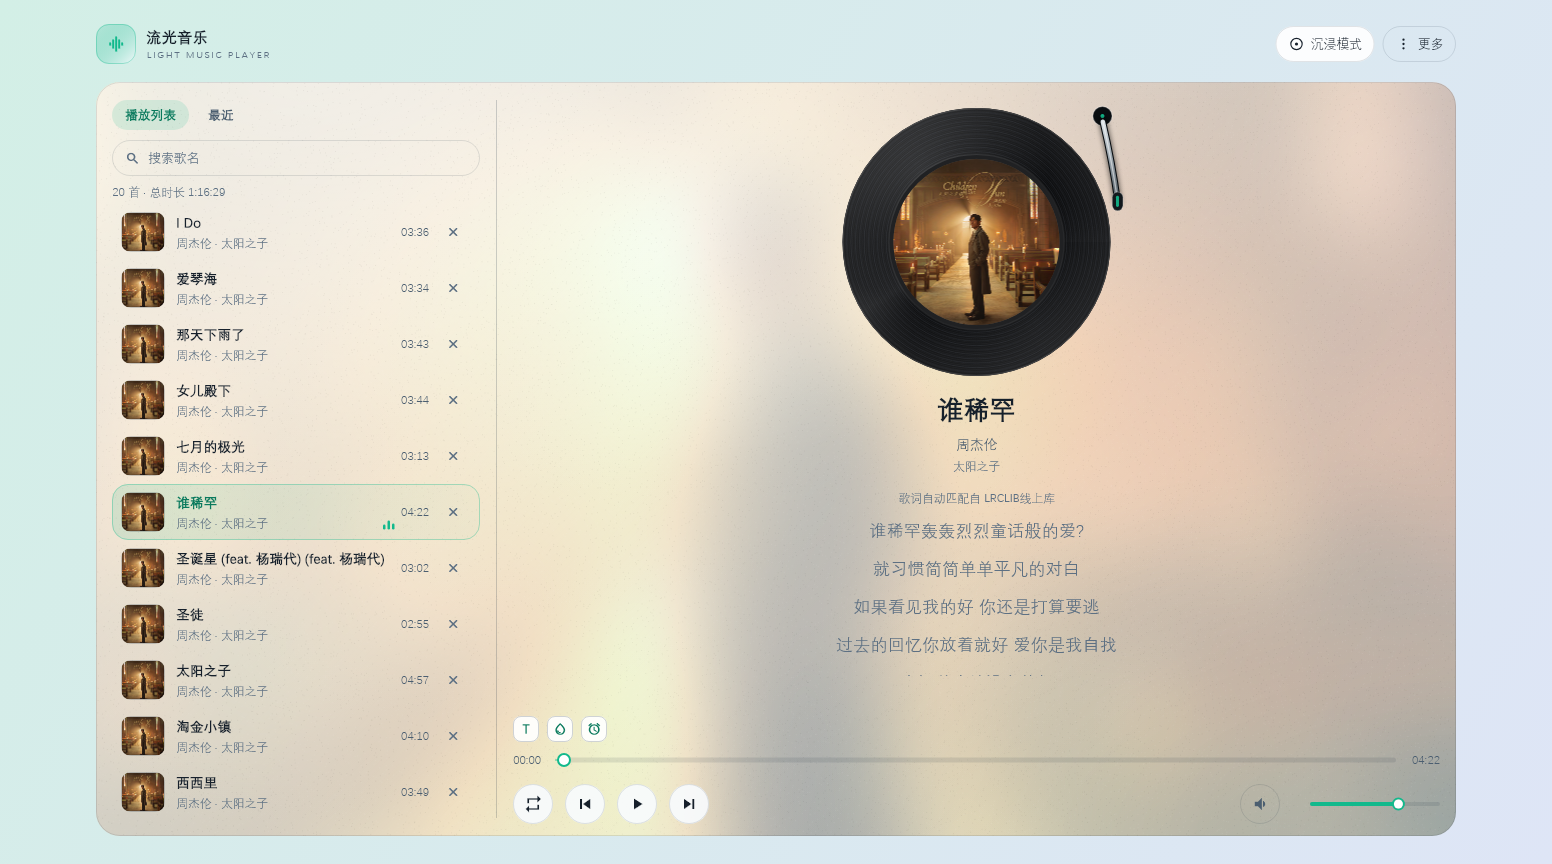 流光音乐
LIGHT MUSIC PLAYER
沉浸模式
更多
播放列表
最近
搜索歌名
20 首 · 总时长 1:16:29
I Do
周杰伦 · 太阳之子
03:36
爱琴海
周杰伦 · 太阳之子
03:34
那天下雨了
周杰伦 · 太阳之子
03:43
女儿殿下
周杰伦 · 太阳之子
03:44
七月的极光
周杰伦 · 太阳之子
03:13
谁稀罕
周杰伦 · 太阳之子
04:22
圣诞星 (feat. 杨瑞代) (feat. 杨瑞代)
周杰伦 · 太阳之子
03:02
圣徒
周杰伦 · 太阳之子
02:55
太阳之子
周杰伦 · 太阳之子
04:57
淘金小镇
周杰伦 · 太阳之子
04:10
西西里
周杰伦 · 太阳之子
03:49
Children
谁稀罕
周杰伦
太阳之子
歌词自动匹配自 LRCLIB线上库
谁稀罕轰轰烈烈童话般的爱?
就习惯简简单单平凡的对白
如果看见我的好 你还是打算要逃
过去的回忆你放着就好 爱你是我自找
T
00:00
04:22